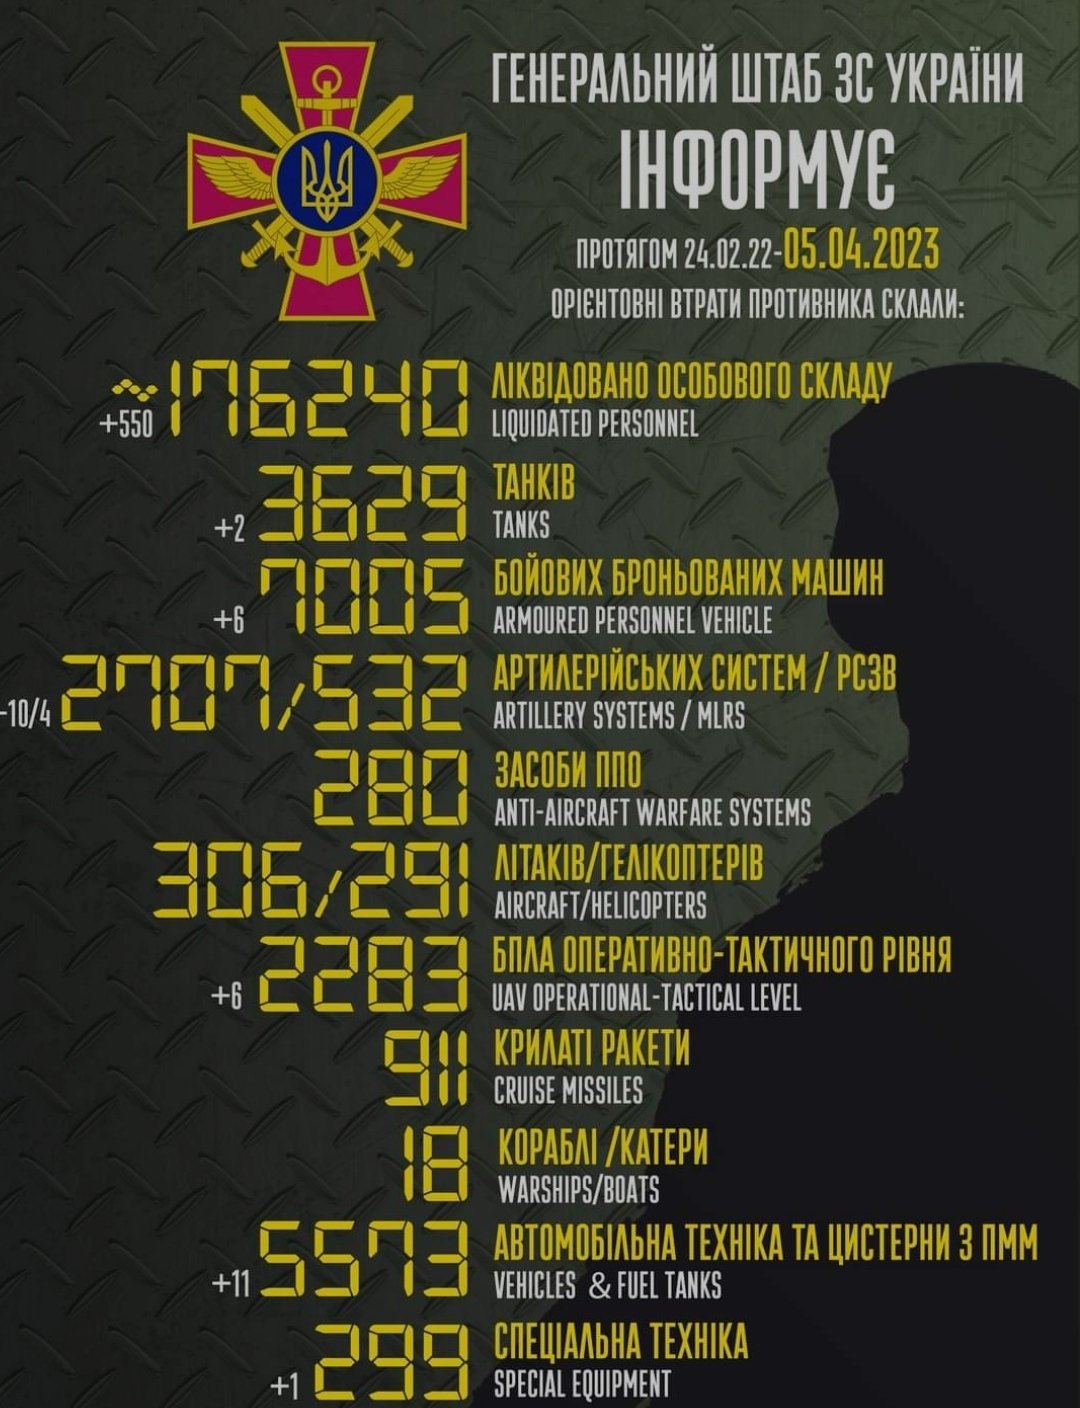 ГЕНЕРАЛЬНИЙ ШТАБ ЗС УКРАЇНИ
ІНФОРМУЄ
ПРОТЯГОМ 24.02.22-05.04.2023
ОРІЄНТОВНІ ВТРАТИ ПРОТИВНИКА СКЛАЛИ:
+550 ~176240 ЛІКВІДОВАНО ОСОБОВОГО СКЛАДУ
LIQUIDATED PERSONNEL
+2 3629 ТАНКІВ
TANKS
+6 7005 БОЙОВИХ БРОНЬОВАНИХ МАШИН
ARMOURED PERSONNEL VEHICLE
-10/4 2707/532 АРТИЛЕРІЙСЬКИХ СИСТЕМ / РСЗВ
ARTILLERY SYSTEMS / MLRS
280 ЗАСОБИ ППО
ANTI-AIRCRAFT WARFARE SYSTEMS
306/291 ЛІТАКІВ/ГЕЛІКОПТЕРІВ
AIRCRAFT/HELICOPTERS
+6 2283 БПЛА ОПЕРАТИВНО-ТАКТИЧНОГО РІВНЯ
UAV OPERATIONAL-TACTICAL LEVEL
911 КРИЛАТІ РАКЕТИ
CRUISE MISSILES
18 КОРАБЛІ /КАТЕРИ
WARSHIPS/BOATS
+11 5573 АВТОМОБІЛЬНА ТЕХНІКА ТА ЦИСТЕРНИ З ПММ
VEHICLES & FUEL TANKS
+1 299 СПЕЦІАЛЬНА ТЕХНІКА
SPECIAL EQUIPMENT